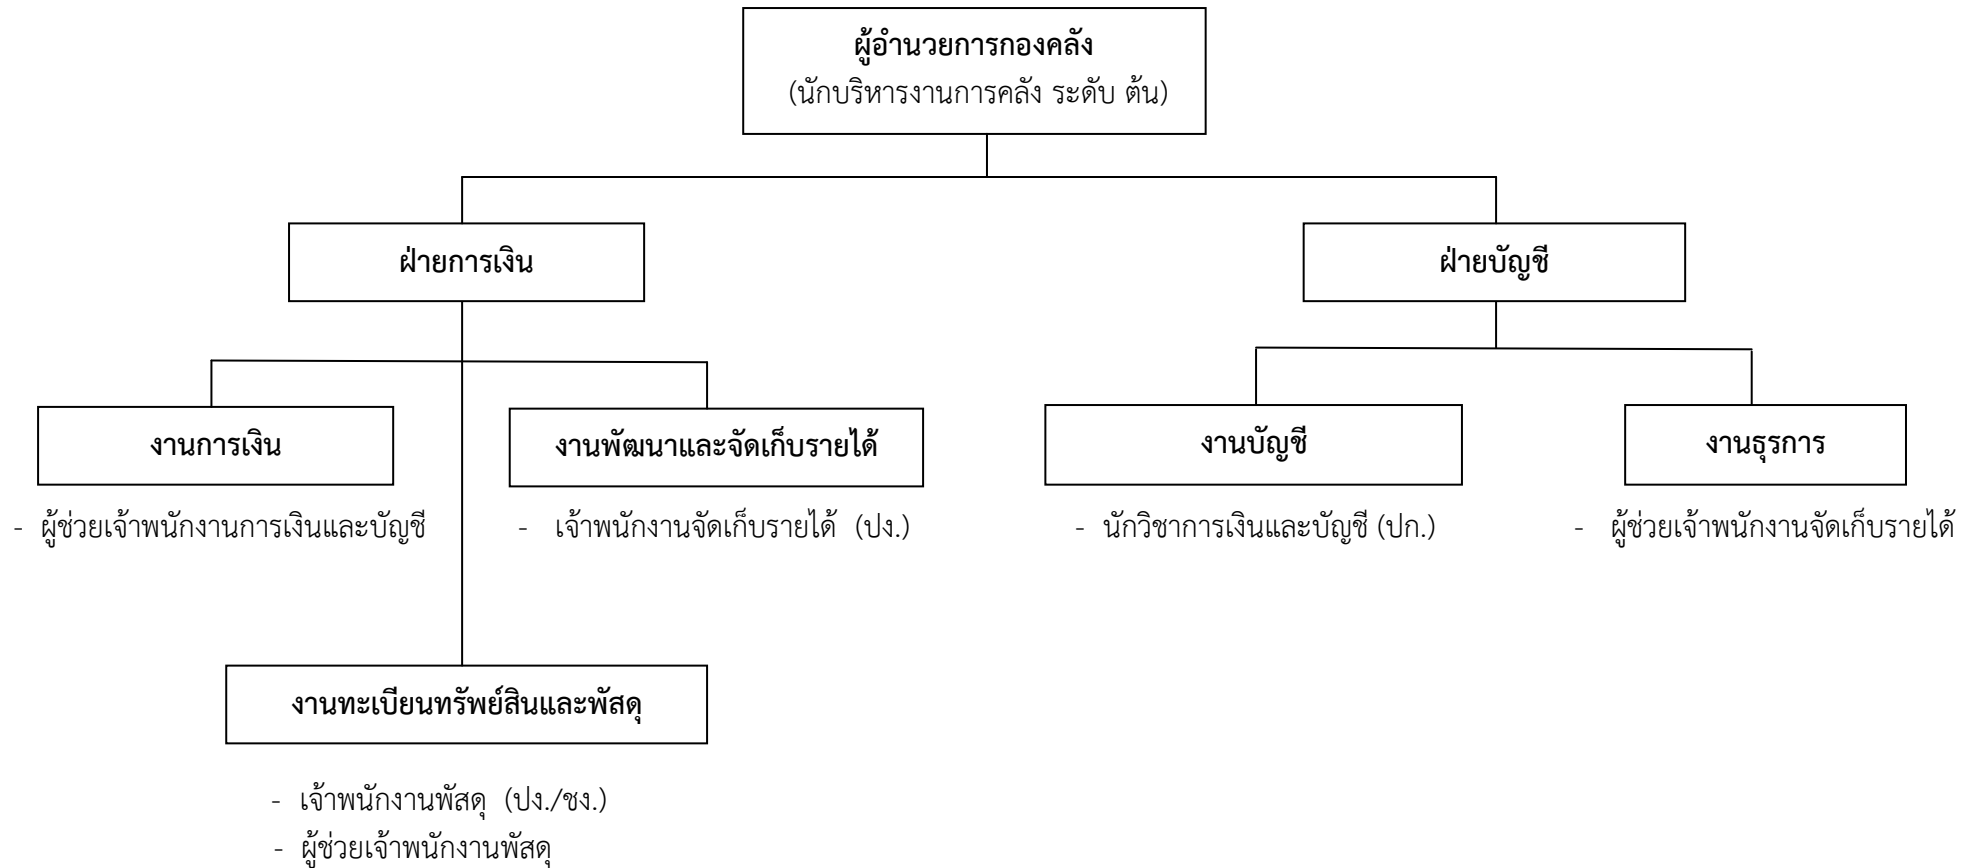 ผู้อำนวยการกองคลัง
(นักบริหารงานการคลัง ระดับ ต้น)
ฝ่ายการเงิน
ฝ่ายบัญชี
งานการเงิน
งานพัฒนาและจัดเก็บรายได้
งานบัญชี
งานธุรการ
- ผู้ช่วยเจ้าพนักงานการเงินและบัญชี
- เจ้าพนักงานจัดเก็บรายได้ (ปง.)
- นักวิชาการเงินและบัญชี (ปก.)
- ผู้ช่วยเจ้าพนักงานจัดเก็บรายได้
งานทะเบียนทรัพย์สินและพัสดุ
- เจ้าพนักงานพัสดุ (ปง./ชง.)
- ผู้ช่วยเจ้าพนักงานพัสดุ